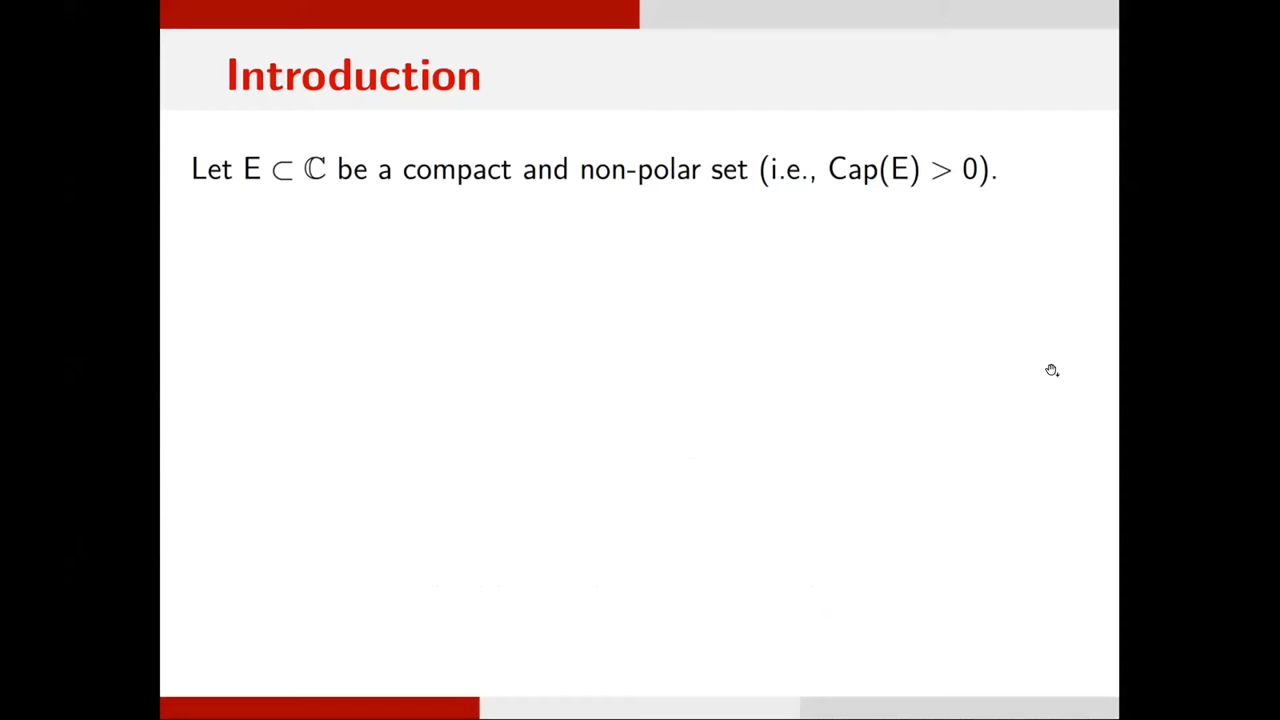 Introduction
Let E ⊂ ℂ be a compact and non-polar set (i.e., Cap(E) > 0).